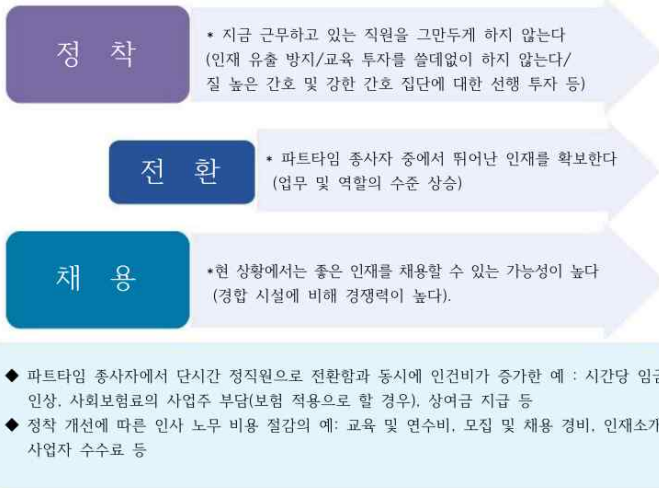 정 착
* 지금 근무하고 있는 직원을 그만두게 하지 않는다
(인재 유출 방지/교육 투자를 쓸데없이 하지 않는다/
질 높은 간호 및 강한 간호 집단에 대한 선행 투자 등)
전 환
* 파트타임 종사자 중에서 뛰어난 인재를 확보한다
(업무 및 역할의 수준 상승)
채 용
*현 상황에서는 좋은 인재를 채용할 수 있는 가능성이 높다
(경합 시설에 비해 경쟁력이 높다).
◆ 파트타임 종사자에서 단시간 정직원으로 전환함과 동시에 인건비가 증가한 예 : 시간당 임금
인상, 사회보험료의 사업주 부담(보험 적용으로 할 경우), 상여금 지급 등
◆ 정착 개선에 따른 인사 노무 비용 절감의 예: 교육 및 연수비, 모집 및 채용 경비, 인재소개
사업자 수수료 등